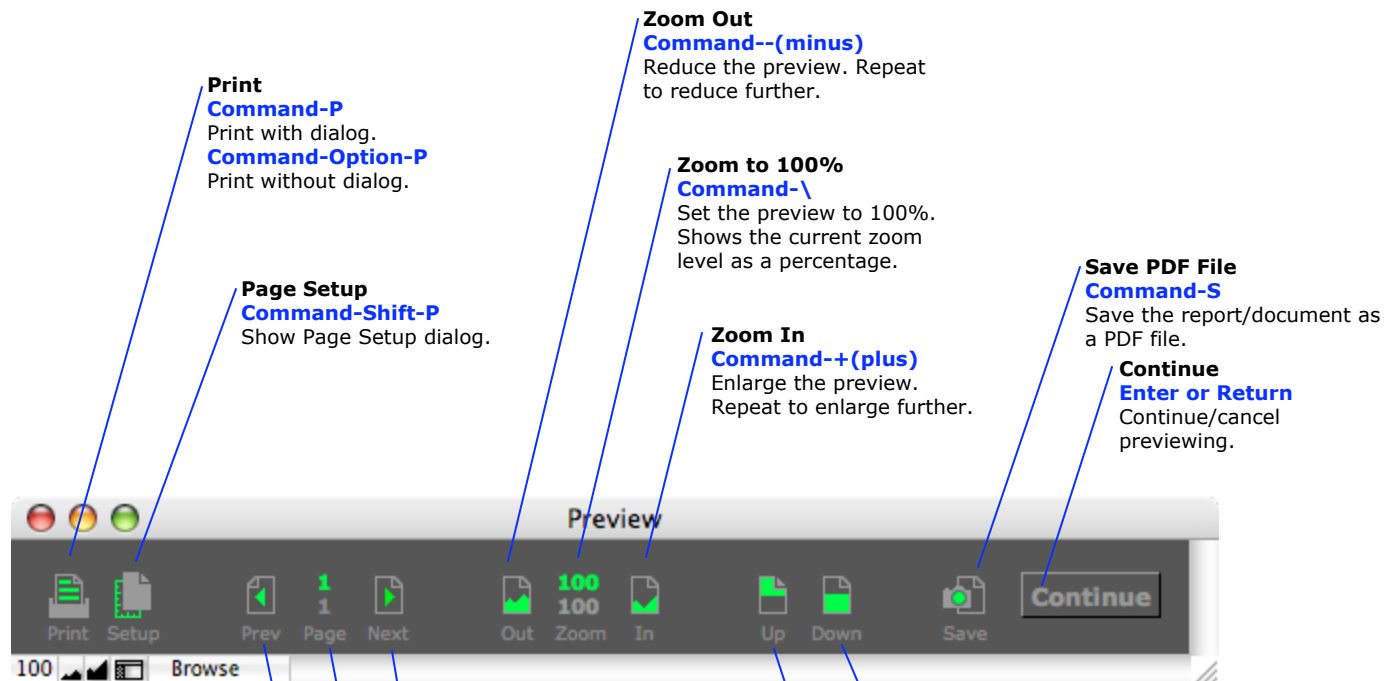 Zoom Out
Command--(minus)
Reduce the preview. Repeat
to reduce further.
Print
Command-P
Print with dialog.
Command-Option-P
Print without dialog.
Zoom to 100%
Command-\
Set the preview to 100%.
Shows the current zoom
level as a percentage.
Page Setup
Command-Shift-P
Show Page Setup dialog.
Save PDF File
Command-S
Save the report/document as
a PDF file.
Zoom In
Command-+(plus)
Enlarge the preview.
Repeat to enlarge further.
Continue
Enter or Return
Continue/cancel
previewing.
Preview
1
1
100
100
Continue
Print Setup Prev Page Next Out Zoom In Up Down Save
100 Browse